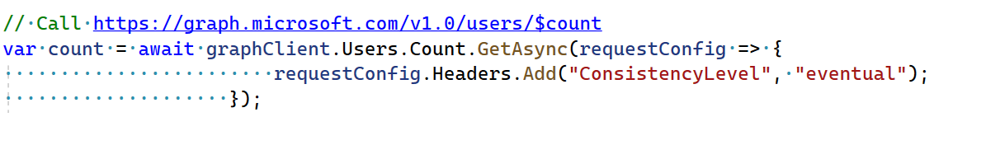 // Call https://graph.microsoft.com/v1.0/users/$count
var count = await graphClient.Users.Count.GetAsync(requestConfig => {
requestConfig.Headers.Add("ConsistencyLevel", "eventual");
});